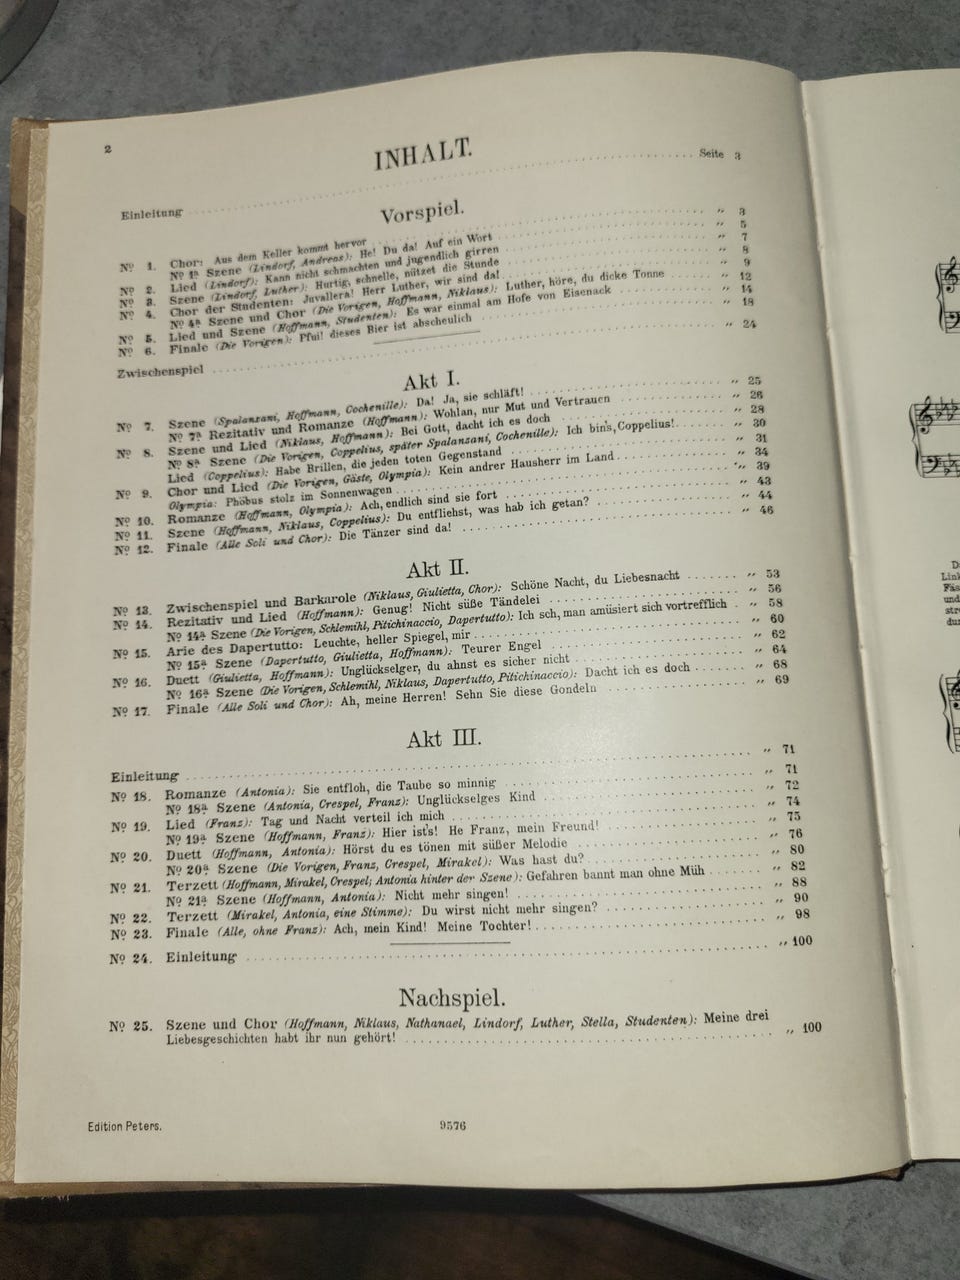 2
INHALT.
Einleitung Seite 3
Vorspiel.
No 1. Chor: Aus dem Keller kommt hervor „ 3
No 1a Szene (Lindorf, Andreas): He! Du da! Auf ein Wort „ 5
No 2. Lied (Lindorf): Kann nicht schmachten und jugendlich girren „ 7
No 3. Szene (Lindorf, Luther): Hurtig, schnelle, nützet die Stunde „ 8
No 4. Chor der Studenten: Juvallera! Herr Luther, wir sind da! „ 9
No 4a Szene und Chor (Die Vorigen, Hoffmann, Niklaus): Luther, höre, du dicke Tonne „ 12
No 5. Lied und Szene (Hoffmann, Studenten): Es war einmal am Hofe von Eisenack „ 14
No 6. Finale (Die Vorigen): Pfui! dieses Bier ist abscheulich „ 18
Zwischenspiel „ 24
Akt I.
No 7. Szene (Spalanzani, Hoffmann, Cochenille): Da! Ja, sie schläft! „ 25
No 7a Rezitativ und Romanze (Hoffmann): Wohlan, nur Mut und Vertrauen „ 26
No 8. Szene und Lied (Niklaus, Hoffmann): Bei Gott, dacht ich es doch „ 28
No 8a Szene (Die Vorigen, Coppelius, später Spalanzani, Cochenille): Ich bin's, Coppelius! „ 30
Lied (Coppelius): Habe Brillen, die jeden toten Gegenstand „ 31
No 9. Chor und Lied (Die Vorigen, Gäste, Olympia): Kein andrer Hausherr im Land „ 34
Olympia: Phöbus stolz im Sonnenwagen „ 39
No 10. Romanze (Hoffmann, Olympia): Ach, endlich sind sie fort „ 43
No 11. Szene (Hoffmann, Niklaus, Coppelius): Du entfliehst, was hab ich getan? „ 44
No 12. Finale (Alle Soli und Chor): Die Tänzer sind da! „ 46
Akt II.
No 13. Zwischenspiel und Barkarole (Niklaus, Giulietta, Chor): Schöne Nacht, du Liebesnacht „ 53
No 14. Rezitativ und Lied (Hoffmann): Genug! Nicht süße Tändelei „ 56
No 14a Szene (Die Vorigen, Schlemihl, Pitichinaccio, Dapertutto): Ich seh, man amüsiert sich vortrefflich „ 58
No 15. Arie des Dapertutto: Leuchte, heller Spiegel, mir „ 60
No 15a Szene (Dapertutto, Giulietta, Hoffmann): Teurer Engel „ 62
No 16. Duett (Giulietta, Hoffmann): Unglückselger, du ahnst es sicher nicht „ 64
No 16a Szene (Die Vorigen, Schlemihl, Niklaus, Dapertutto, Pitichinaccio): Dacht ich es doch „ 68
No 17. Finale (Alle Soli und Chor): Ah, meine Herren! Sehn Sie diese Gondeln „ 69
Akt III.
Einleitung „ 71
No 18. Romanze (Antonia): Sie entfloh, die Taube so minnig „ 71
No 18a Szene (Antonia, Crespel, Franz): Unglückselges Kind „ 72
No 19. Lied (Franz): Tag und Nacht verteil ich mich „ 74
No 19a Szene (Hoffmann, Franz): Hier ist's! He Franz, mein Freund! „ 75
No 20. Duett (Hoffmann, Antonia): Hörst du es tönen mit süßer Melodie „ 76
No 20a Szene (Die Vorigen, Franz, Crespel, Mirakel): Was hast du? „ 80
No 21. Terzett (Hoffmann, Mirakel, Crespel; Antonia hinter der Szene): Gefahren bannt man ohne Müh „ 82
No 21a Szene (Hoffmann, Antonia): Nicht mehr singen! „ 88
No 22. Terzett (Mirakel, Antonia, eine Stimme): Du wirst nicht mehr singen? „ 90
No 23. Finale (Alle, ohne Franz): Ach, mein Kind! Meine Tochter! „ 98
No 24. Einleitung „ 100
Nachspiel.
No 25. Szene und Chor (Hoffmann, Niklaus, Nathanael, Lindorf, Luther, Stella, Studenten): Meine drei
Liebesgeschichten habt ihr nun gehört! „ 100
Edition Peters.
9576